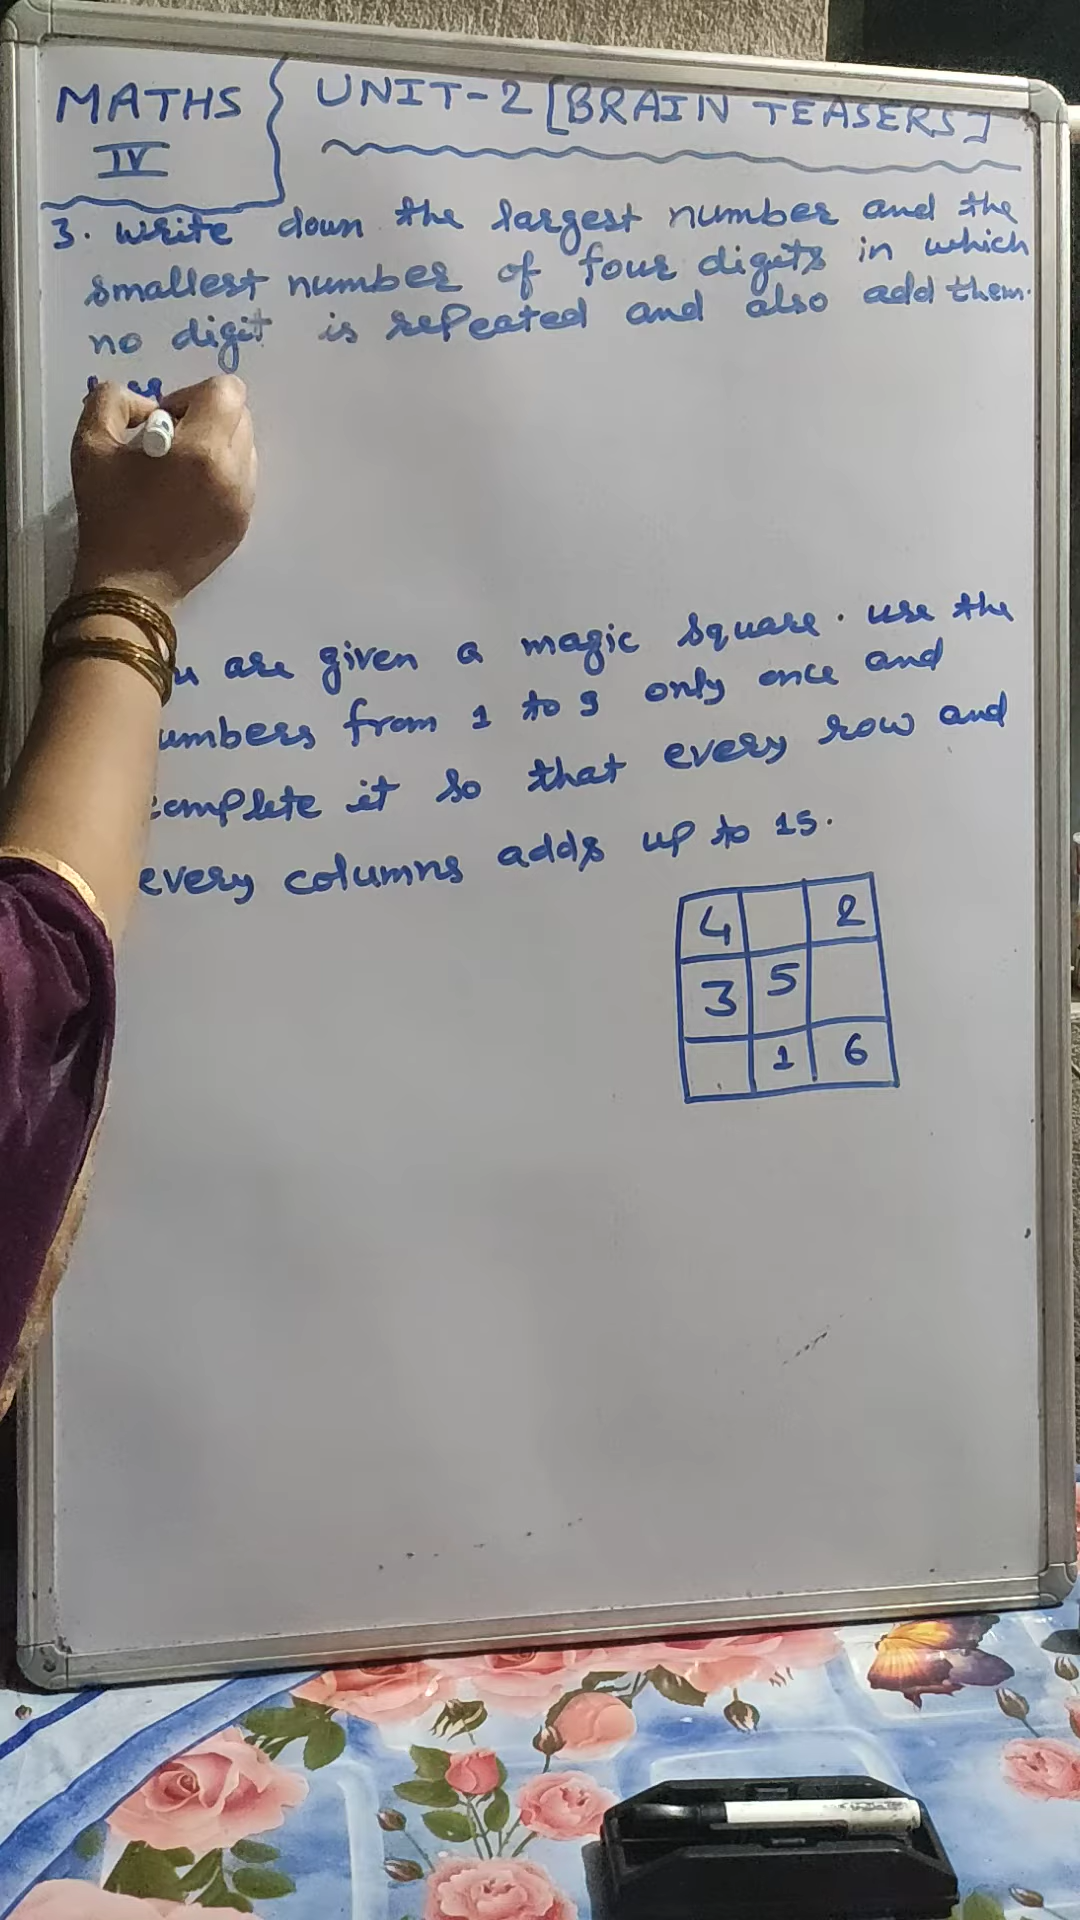 MATHS
IV
UNIT-2 [BRAIN TEASERS]
3. Write down the largest number and the
smallest number of four digits in which
no digit is repeated and also add them.
are given a magic square. use the
from 1 to 9 only once and
it so that every row and
every columns adds up to 15.
4 2
3 5
1 6